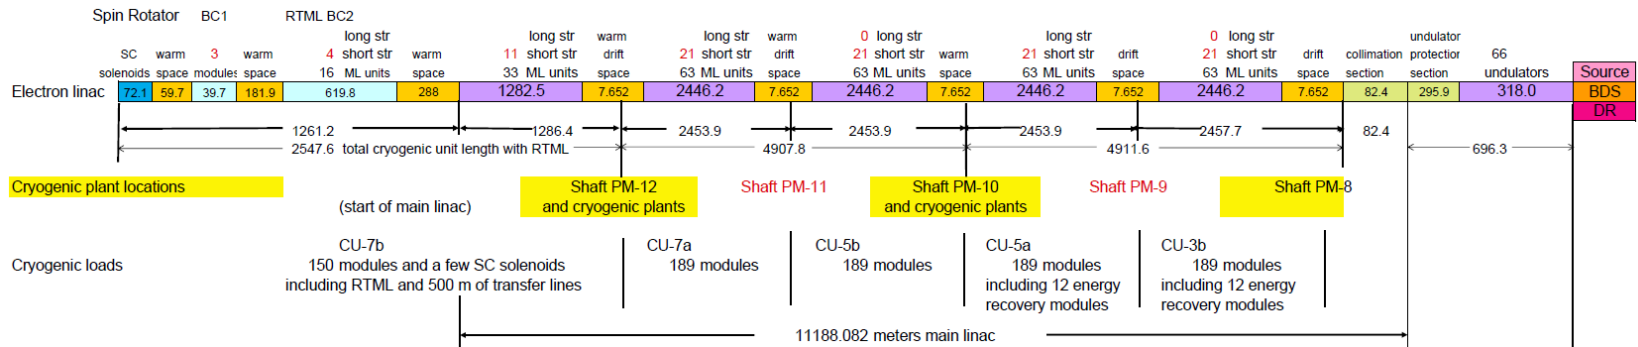 Spin Rotator BC1 RTML BC2
long str long str warm long str warm 0 long str long str 0 long str undulator
SC warm 3 warm 4 short str 11 short str drift 21 short str drift 21 short str warm 21 short str drift 21 short str drift collimation protection 66
solenoids space modules space 16 ML units space 33 ML units space 63 ML units space 63 ML units space 63 ML units space 63 ML units space section section undulators Source
Electron linac 72.1 59.7 39.7 181.9 619.8 288 1282.5 7.652 2446.2 7.652 2446.2 7.652 2446.2 7.652 2446.2 7.652 82.4 295.9 318.0 BDS
DR
1261.2 1286.4 2453.9 2453.9 2453.9 2457.7 82.4
2547.6 total cryogenic unit length with RTML 4907.8 4911.6 696.3
Cryogenic plant locations Shaft PM-12 Shaft PM-11 Shaft PM-10 Shaft PM-9 Shaft PM-8
(start of main linac) and cryogenic plants and cryogenic plants
CU-7b CU-7a CU-5b CU-5a CU-3b
Cryogenic loads 150 modules and a few SC solenoids 189 modules 189 modules 189 modules 189 modules
including RTML and 500 m of transfer lines including 12 energy including 12 energy
recovery modules recovery modules
11188.082 meters main linac